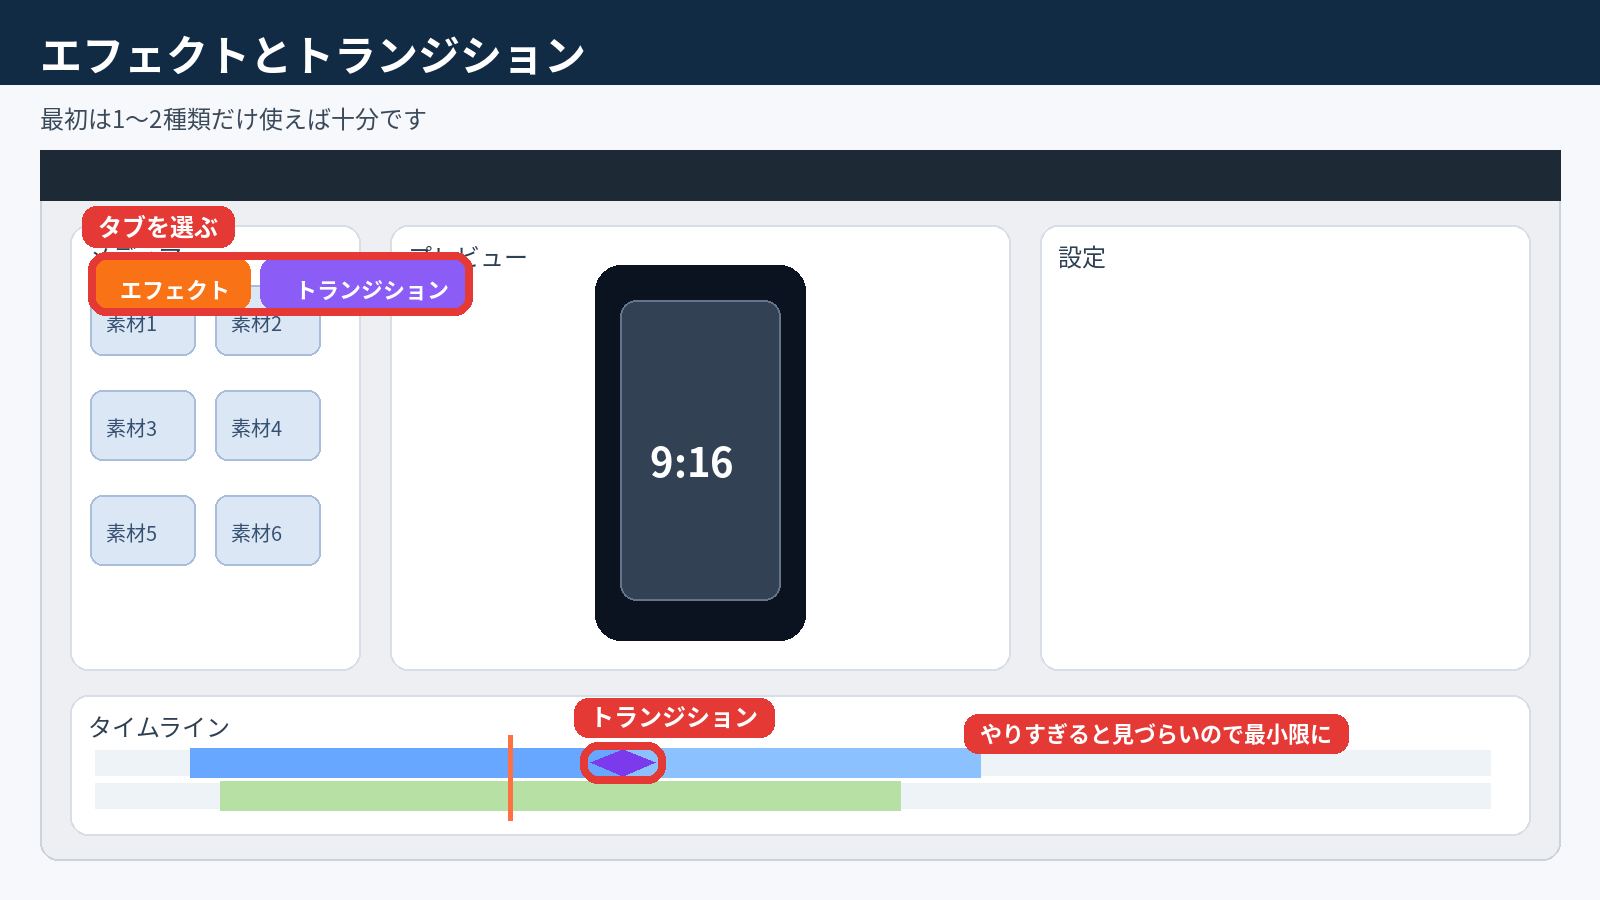 エフェクトとトランジション
最初は1〜2種類だけ使えば十分です
タブを選ぶ
エフェクト
トランジション
プレビュー
設定
素材1
素材2
素材3
素材4
素材5
素材6
9:16
タイムライン
トランジション
やりすぎると見づらいので最小限に